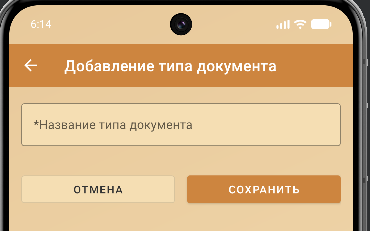 6:14
Добавление типа документа
*Название типа документа
ОТМЕНА
СОХРАНИТЬ